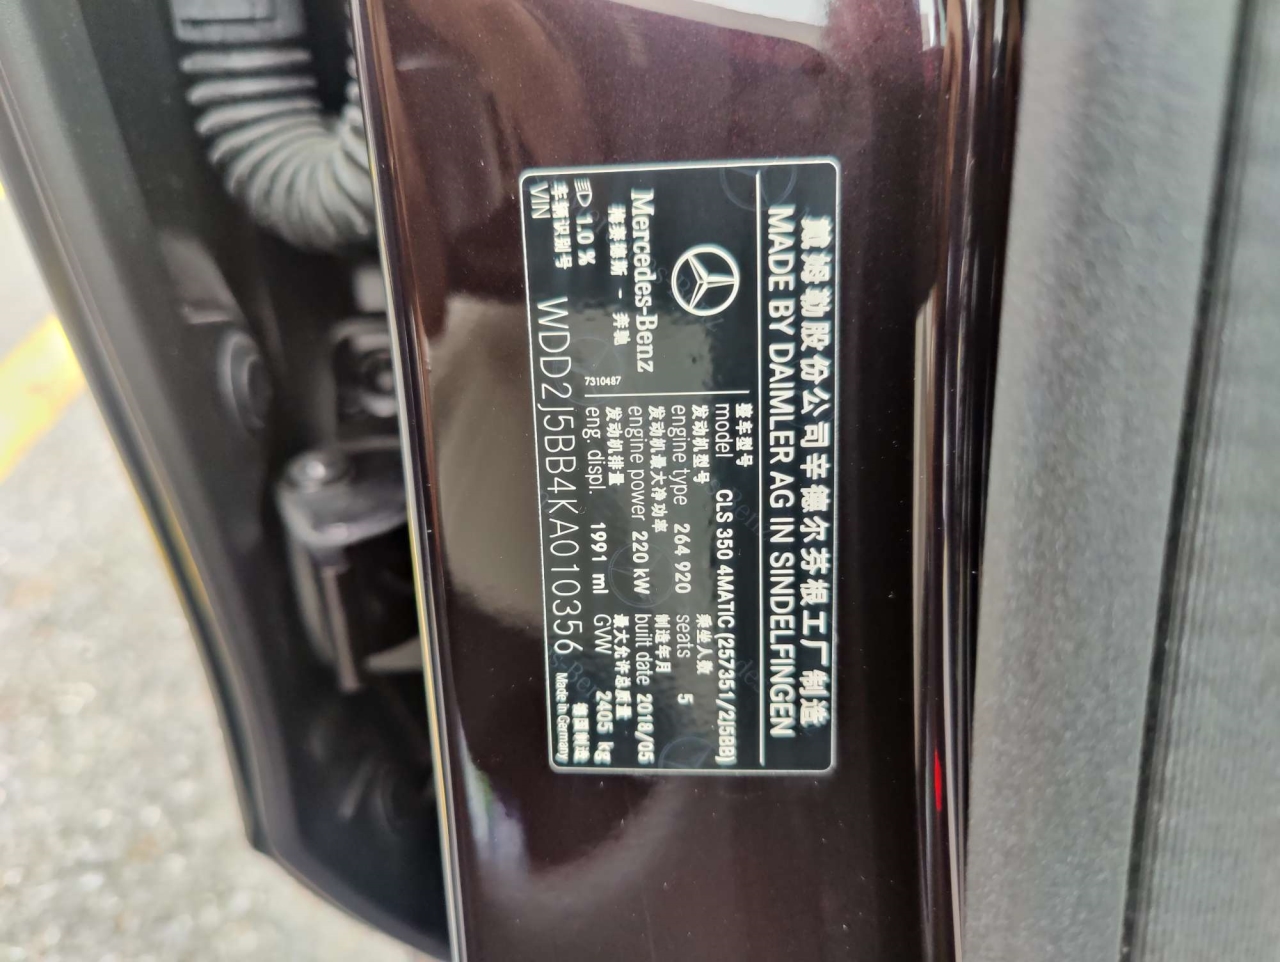 戴姆勒股份公司辛德尔芬根工厂制造
MADE BY DAIMLER AG IN SINDELFINGEN
Mercedes-Benz
梅赛德斯 - 奔驰
7310487
整车型号
model CLS 350 4MATIC (257351/2J5BB)
发动机型号 乘坐人数
engine type 264 920 seats 5
发动机最大净功率 制造年月
engine power 220 kW built date 2018/05
发动机排量 最大允许总质量
eng. displ. 1991 ml GVW 2405 kg
1.0 %
车辆识别号 德国制造
VIN WDD2J5BB4KA010356 Made in Germany